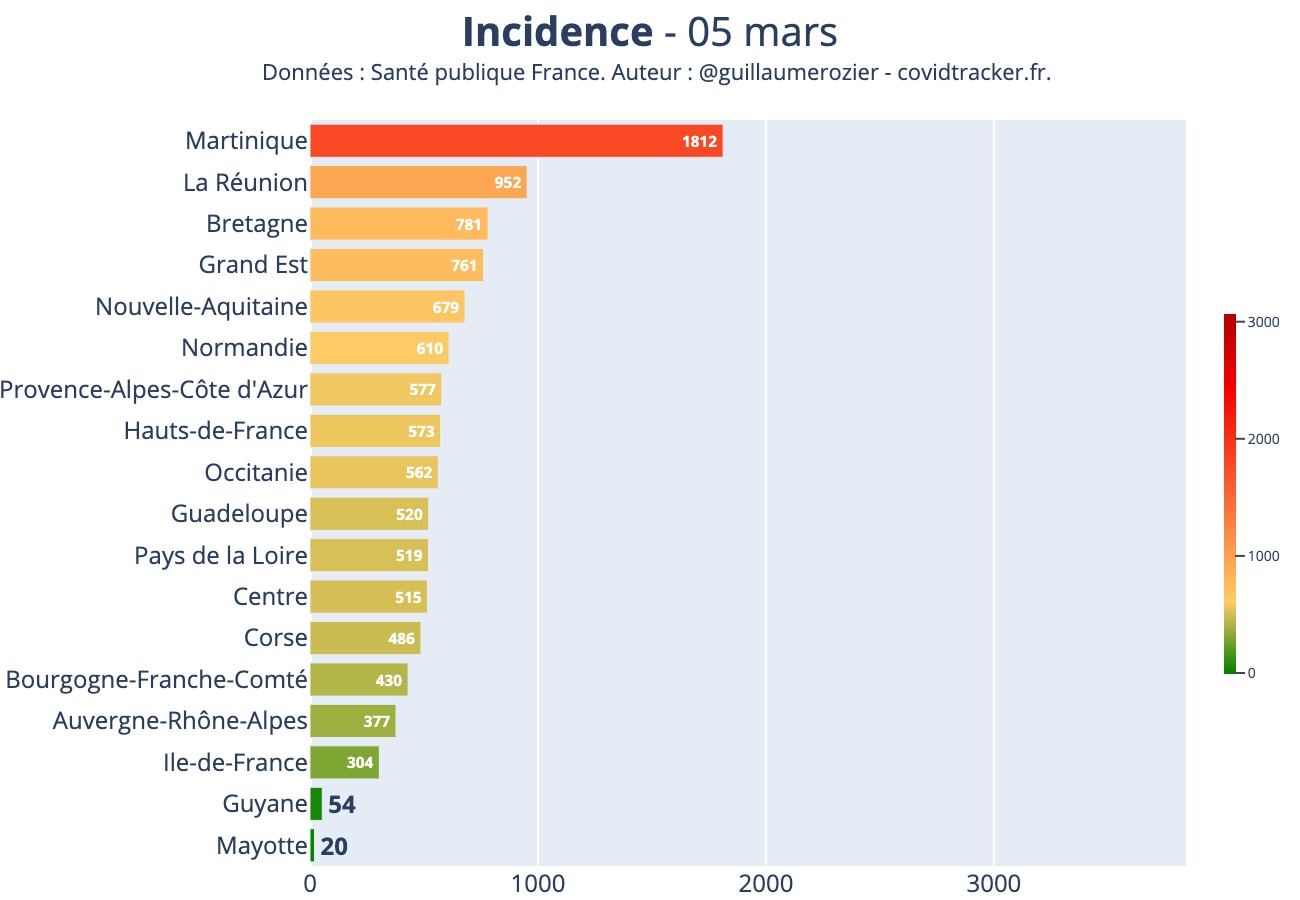 Incidence - 05 mars
Données : Santé publique France. Auteur : @guillaumerozier - covidtracker.fr.
Martinique 1812
La Réunion 952
Bretagne 781
Grand Est 761
Nouvelle-Aquitaine 679
Normandie 610
Provence-Alpes-Côte d'Azur 577
Hauts-de-France 573
Occitanie 562
Guadeloupe 520
Pays de la Loire 519
Centre 515
Corse 486
Bourgogne-Franche-Comté 430
Auvergne-Rhône-Alpes 377
Ile-de-France 304
Guyane 54
Mayotte 20
0 1000 2000 3000
3000
2000
1000
0